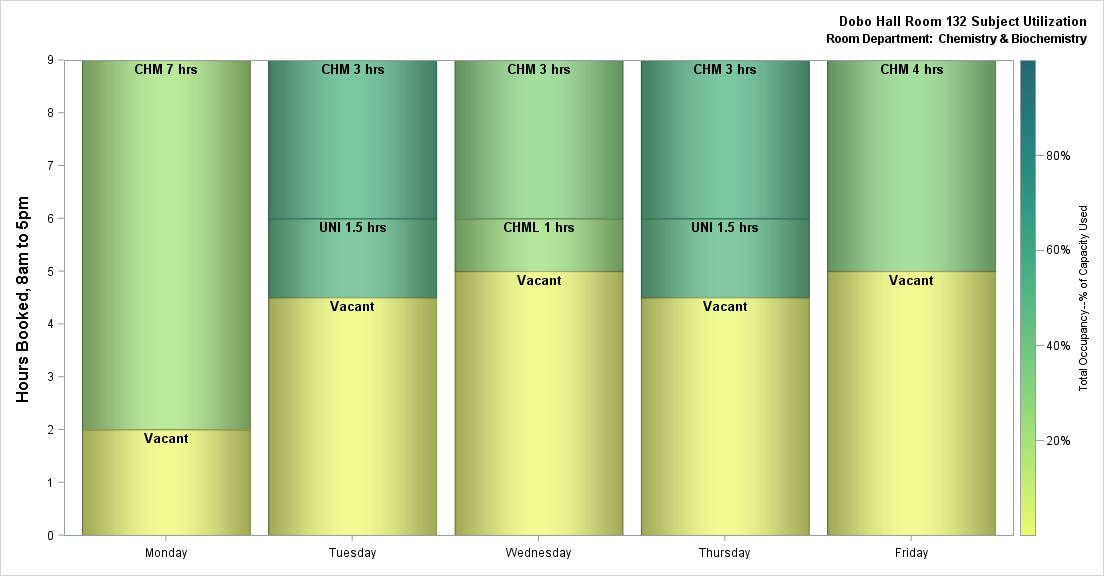 Dobo Hall Room 132 Subject Utilization
Room Department: Chemistry & Biochemistry
Hours Booked, 8am to 5pm
9
8
7
6
5
4
3
2
1
0
CHM 7 hrs
Vacant
CHM 3 hrs
UNI 1.5 hrs
Vacant
CHM 3 hrs
CHML 1 hrs
Vacant
CHM 3 hrs
UNI 1.5 hrs
Vacant
CHM 4 hrs
Vacant
Monday
Tuesday
Wednesday
Thursday
Friday
80%
60%
40%
20%
Total Occupancy--% of Capacity Used